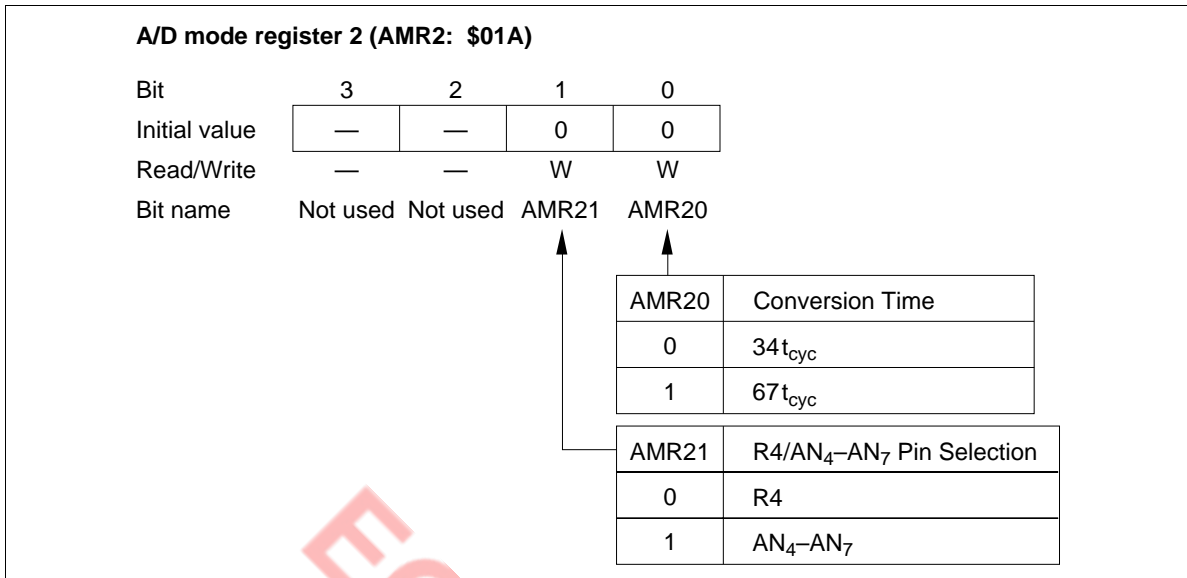 A/D mode register 2 (AMR2: $01A)
Bit 3 2 1 0
Initial value — — 0 0
Read/Write — — W W
Bit name Not used Not used AMR21 AMR20
AMR20 Conversion Time
0 34tcyc
1 67tcyc
AMR21 R4/AN4–AN7 Pin Selection
0 R4
1 AN4–AN7